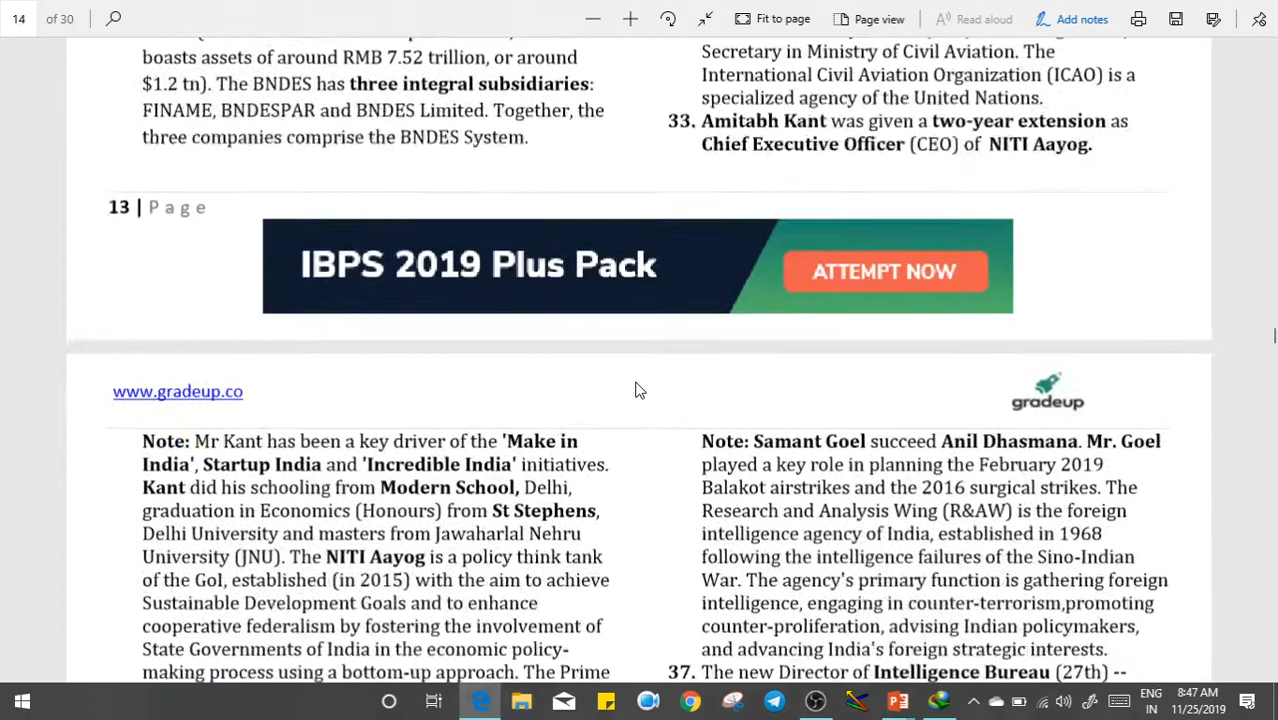 14 of 30
Fit to page
Page view
Read aloud
Add notes
boasts assets of around RMB 7.52 trillion, or around
$1.2 tn). The BNDES has three integral subsidiaries:
FINAME, BNDESPAR and BNDES Limited. Together, the
three companies comprise the BNDES System.
Secretary in Ministry of Civil Aviation. The
International Civil Aviation Organization (ICAO) is a
specialized agency of the United Nations.
33. Amitabh Kant was given a two-year extension as
Chief Executive Officer (CEO) of NITI Aayog.
13 | Page
IBPS 2019 Plus Pack
ATTEMPT NOW
www.gradeup.co
gradeup
Note: Mr Kant has been a key driver of the 'Make in
India', Startup India and 'Incredible India' initiatives.
Kant did his schooling from Modern School, Delhi,
graduation in Economics (Honours) from St Stephens,
Delhi University and masters from Jawaharlal Nehru
University (JNU). The NITI Aayog is a policy think tank
of the GoI, established (in 2015) with the aim to achieve
Sustainable Development Goals and to enhance
cooperative federalism by fostering the involvement of
State Governments of India in the economic policy-
making process using a bottom-up approach. The Prime
Note: Samant Goel succeed Anil Dhasmana. Mr. Goel
played a key role in planning the February 2019
Balakot airstrikes and the 2016 surgical strikes. The
Research and Analysis Wing (R&AW) is the foreign
intelligence agency of India, established in 1968
following the intelligence failures of the Sino-Indian
War. The agency's primary function is gathering foreign
intelligence, engaging in counter-terrorism,promoting
counter-proliferation, advising Indian policymakers,
and advancing India's foreign strategic interests.
37. The new Director of Intelligence Bureau (27th) --
ENG
IN
8:47 AM
11/25/2019